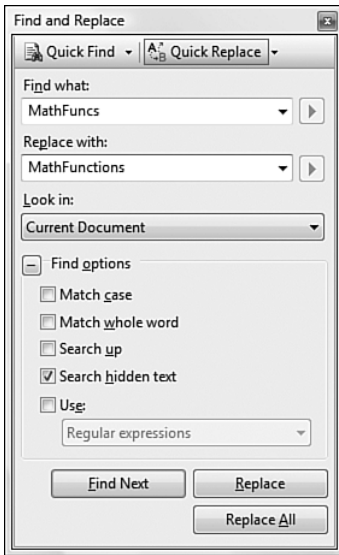 Find and Replace
Quick Find Quick Replace
Find what:
MathFuncs
Replace with:
MathFunctions
Look in:
Current Document
Find options
Match case
Match whole word
Search up
Search hidden text
Use:
Regular expressions
Find Next Replace
Replace All